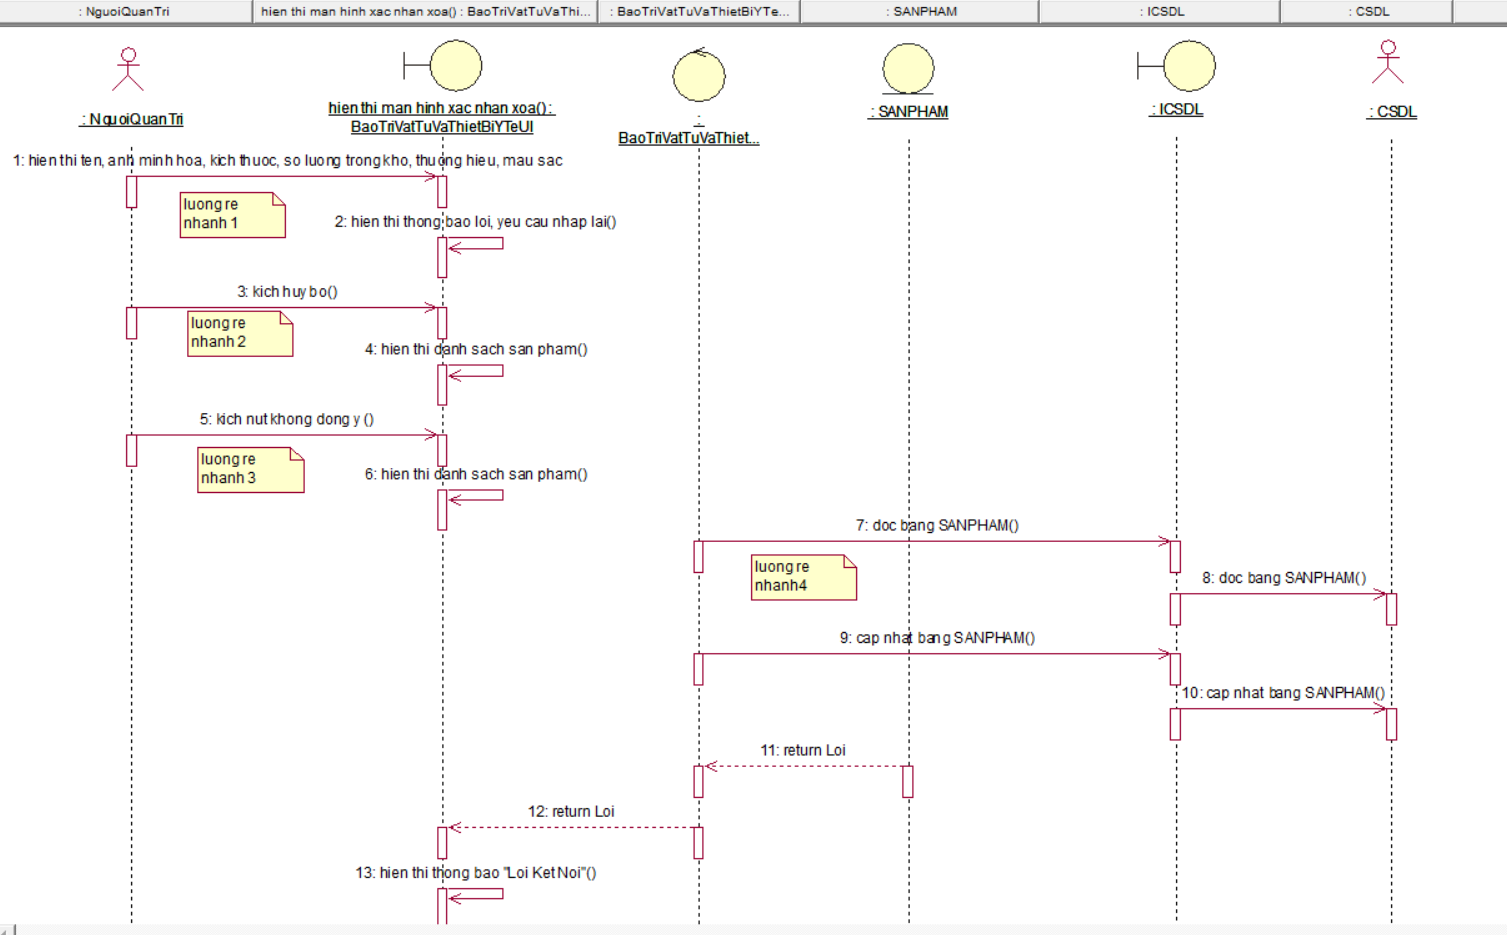 : NguoiQuanTri
hien thi man hinh xac nhan xoa() : BaoTriVatTuVaThi...
: BaoTriVatTuVaThietBiYTe...
: SANPHAM
: ICSDL
: CSDL
: NguoiQuanTri
hien thi man hinh xac nhan xoa() :
BaoTriVatTuVaThietBiYTeUI
:
BaoTriVatTuVaThiet...
: SANPHAM
: ICSDL
: CSDL
1: hien thi ten, anh minh hoa, kich thuoc, so luong trong kho, thuong hieu, mau sac
luong re
nhanh 1
2: hien thi thong bao loi, yeu cau nhap lai()
3: kich huy bo()
luong re
nhanh 2
4: hien thi danh sach san pham()
5: kich nut khong dong y ()
luong re
nhanh 3
6: hien thi danh sach san pham()
7: doc bang SANPHAM()
luong re
nhanh4
8: doc bang SANPHAM()
9: cap nhat bang SANPHAM()
10: cap nhat bang SANPHAM()
11: return Loi
12: return Loi
13: hien thi thong bao "Loi Ket Noi"()